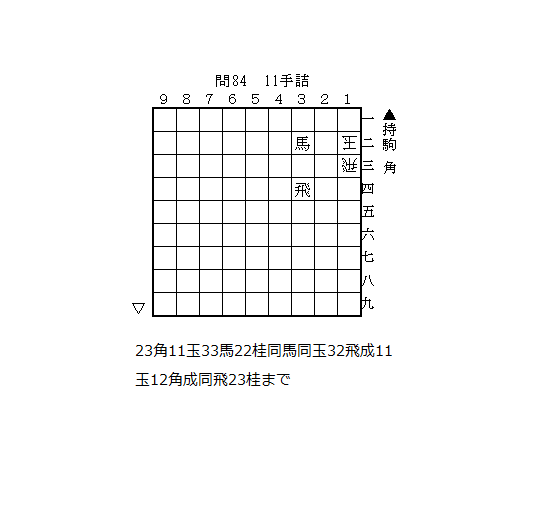 問84 11手詰
9 8 7 6 5 4 3 2 1
一
馬 玉 二
飛 三
飛 四
五
六
七
八
九
▲持駒 角
▽
23角11玉33馬22桂同馬同玉32飛成11
玉12角成同飛23桂まで